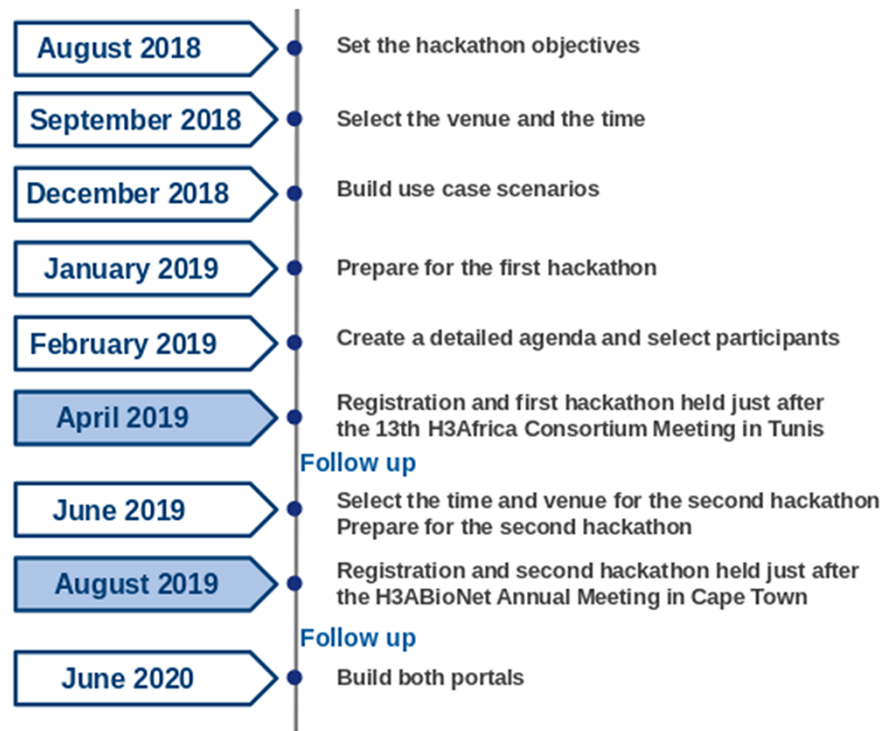 August 2018
Set the hackathon objectives
September 2018
Select the venue and the time
December 2018
Build use case scenarios
January 2019
Prepare for the first hackathon
February 2019
Create a detailed agenda and select participants
April 2019
Registration and first hackathon held just after
the 13th H3Africa Consortium Meeting in Tunis
Follow up
June 2019
Select the time and venue for the second hackathon
Prepare for the second hackathon
August 2019
Registration and second hackathon held just after
the H3ABioNet Annual Meeting in Cape Town
Follow up
June 2020
Build both portals